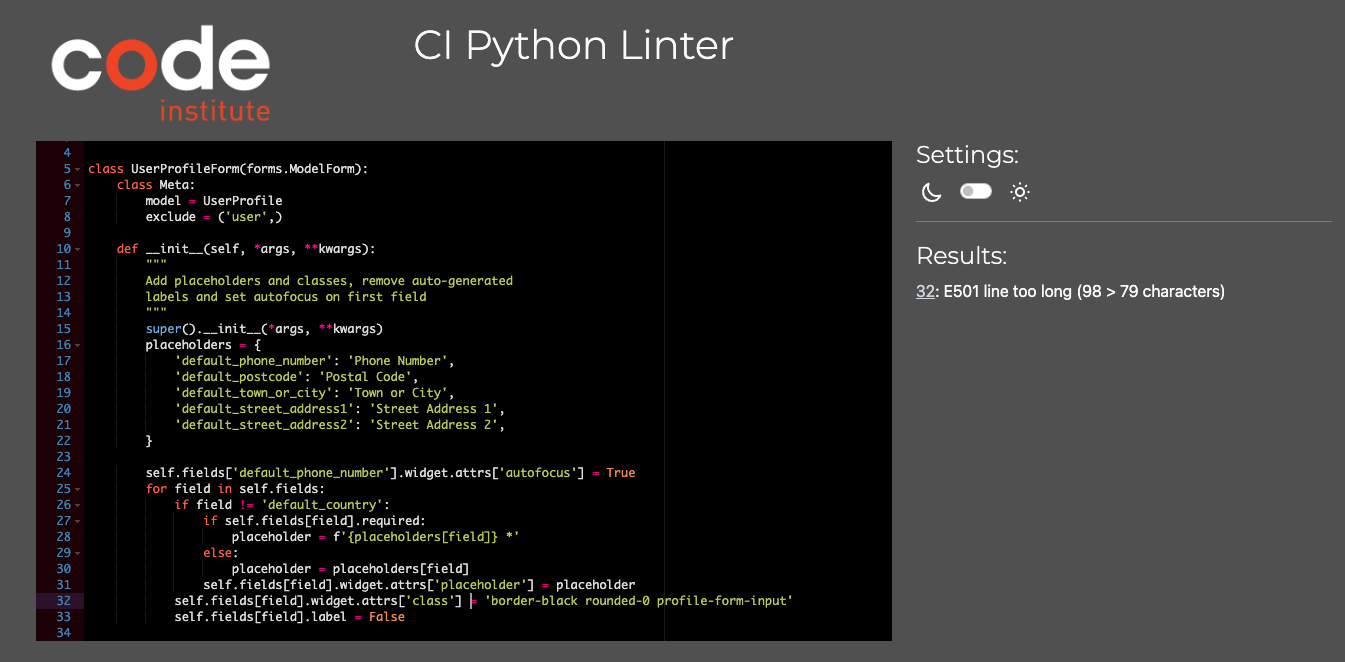 code
institute
CI Python Linter
4
5 class UserProfileForm(forms.ModelForm):
6     class Meta:
7         model = UserProfile
8         exclude = ('user',)
9
10     def __init__(self, *args, **kwargs):
11         """
12         Add placeholders and classes, remove auto-generated
13         labels and set autofocus on first field
14         """
15         super().__init__(*args, **kwargs)
16         placeholders = {
17             'default_phone_number': 'Phone Number',
18             'default_postcode': 'Postal Code',
19             'default_town_or_city': 'Town or City',
20             'default_street_address1': 'Street Address 1',
21             'default_street_address2': 'Street Address 2',
22         }
23
24         self.fields['default_phone_number'].widget.attrs['autofocus'] = True
25         for field in self.fields:
26             if field != 'default_country':
27                 if self.fields[field].required:
28                     placeholder = f'{placeholders[field]} *'
29                 else:
30                     placeholder = placeholders[field]
31                 self.fields[field].widget.attrs['placeholder'] = placeholder
32             self.fields[field].widget.attrs['class'] = 'border-black rounded-0 profile-form-input'
33             self.fields[field].label = False
34
Settings:
Results:
32: E501 line too long (98 > 79 characters)